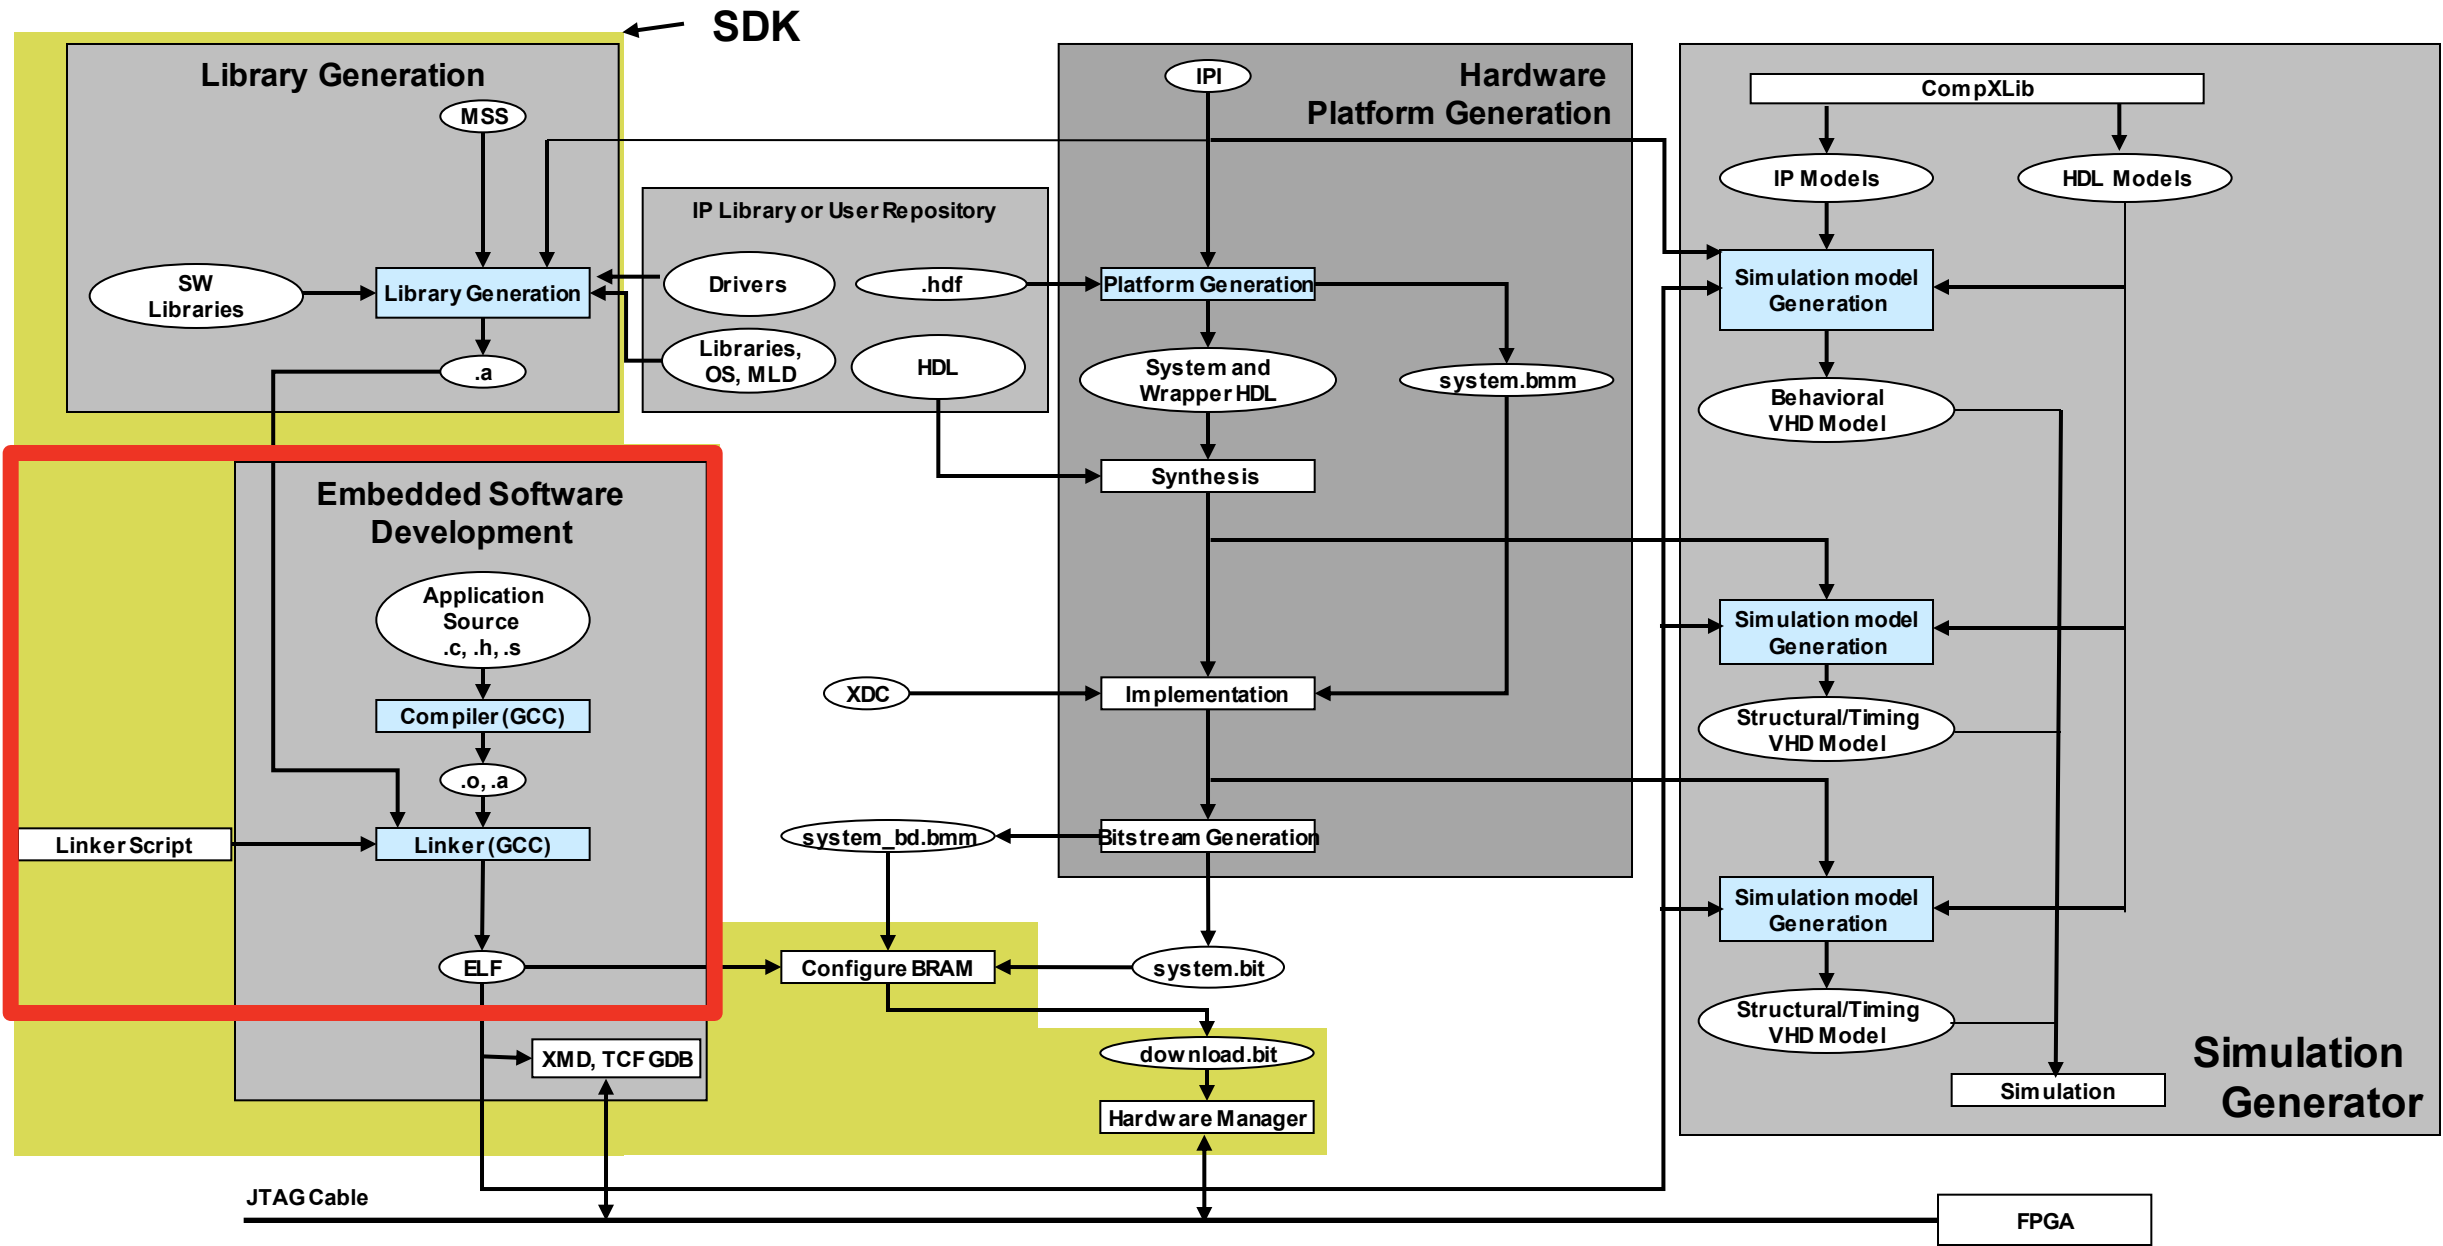 SDK
Library Generation
MSS
SW
Libraries
Library Generation
.a
IP Library or User Repository
Drivers
.hdf
Libraries,
OS, MLD
HDL
Hardware
Platform Generation
IPI
Platform Generation
System and
Wrapper HDL
system.bmm
Synthesis
XDC
Implementation
Bitstream Generation
system_bd.bmm
system.bit
Configure BRAM
download.bit
Hardware Manager
Embedded Software
Development
Application
Source
.c, .h, .s
Compiler (GCC)
.o, .a
Linker Script
Linker (GCC)
ELF
XMD, TCF GDB
CompXLib
IP Models
HDL Models
Simulation model
Generation
Behavioral
VHD Model
Simulation model
Generation
Structural/Timing
VHD Model
Simulation model
Generation
Structural/Timing
VHD Model
Simulation
Simulation
Generator
JTAG Cable
FPGA